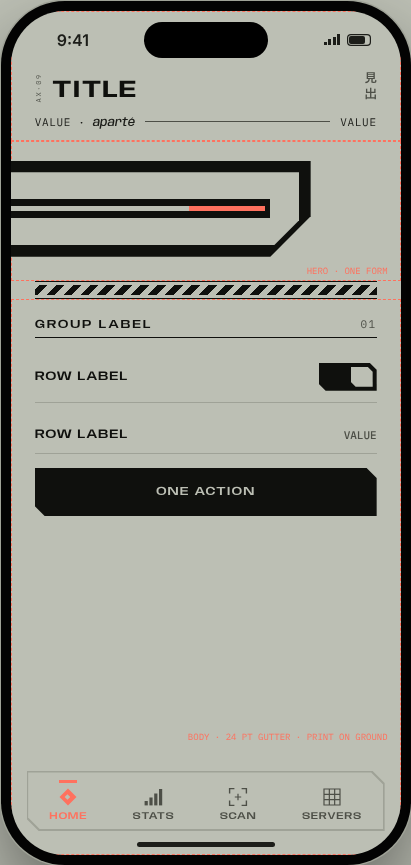 9:41
AX-09
TITLE
見出
VALUE · aparté VALUE
HERO · ONE FORM
GROUP LABEL 01
ROW LABEL
ROW LABEL VALUE
ONE ACTION
BODY · 24 PT GUTTER · PRINT ON GROUND
HOME STATS SCAN SERVERS